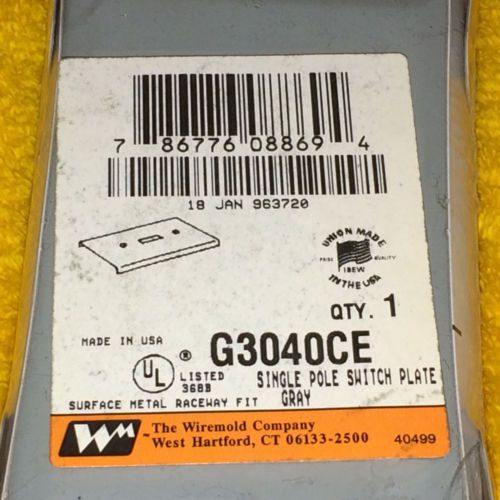 7 86776 08869 4
18 JAN 963720
UNION MADE
PRIDE QUALITY
IBEW
IN THE USA
QTY. 1
MADE IN USA
UL ® LISTED
368B
G3040CE
SINGLE POLE SWITCH PLATE
GRAY
SURFACE METAL RACEWAY FIT
WM ™ The Wiremold Company
West Hartford, CT 06133-2500
40499